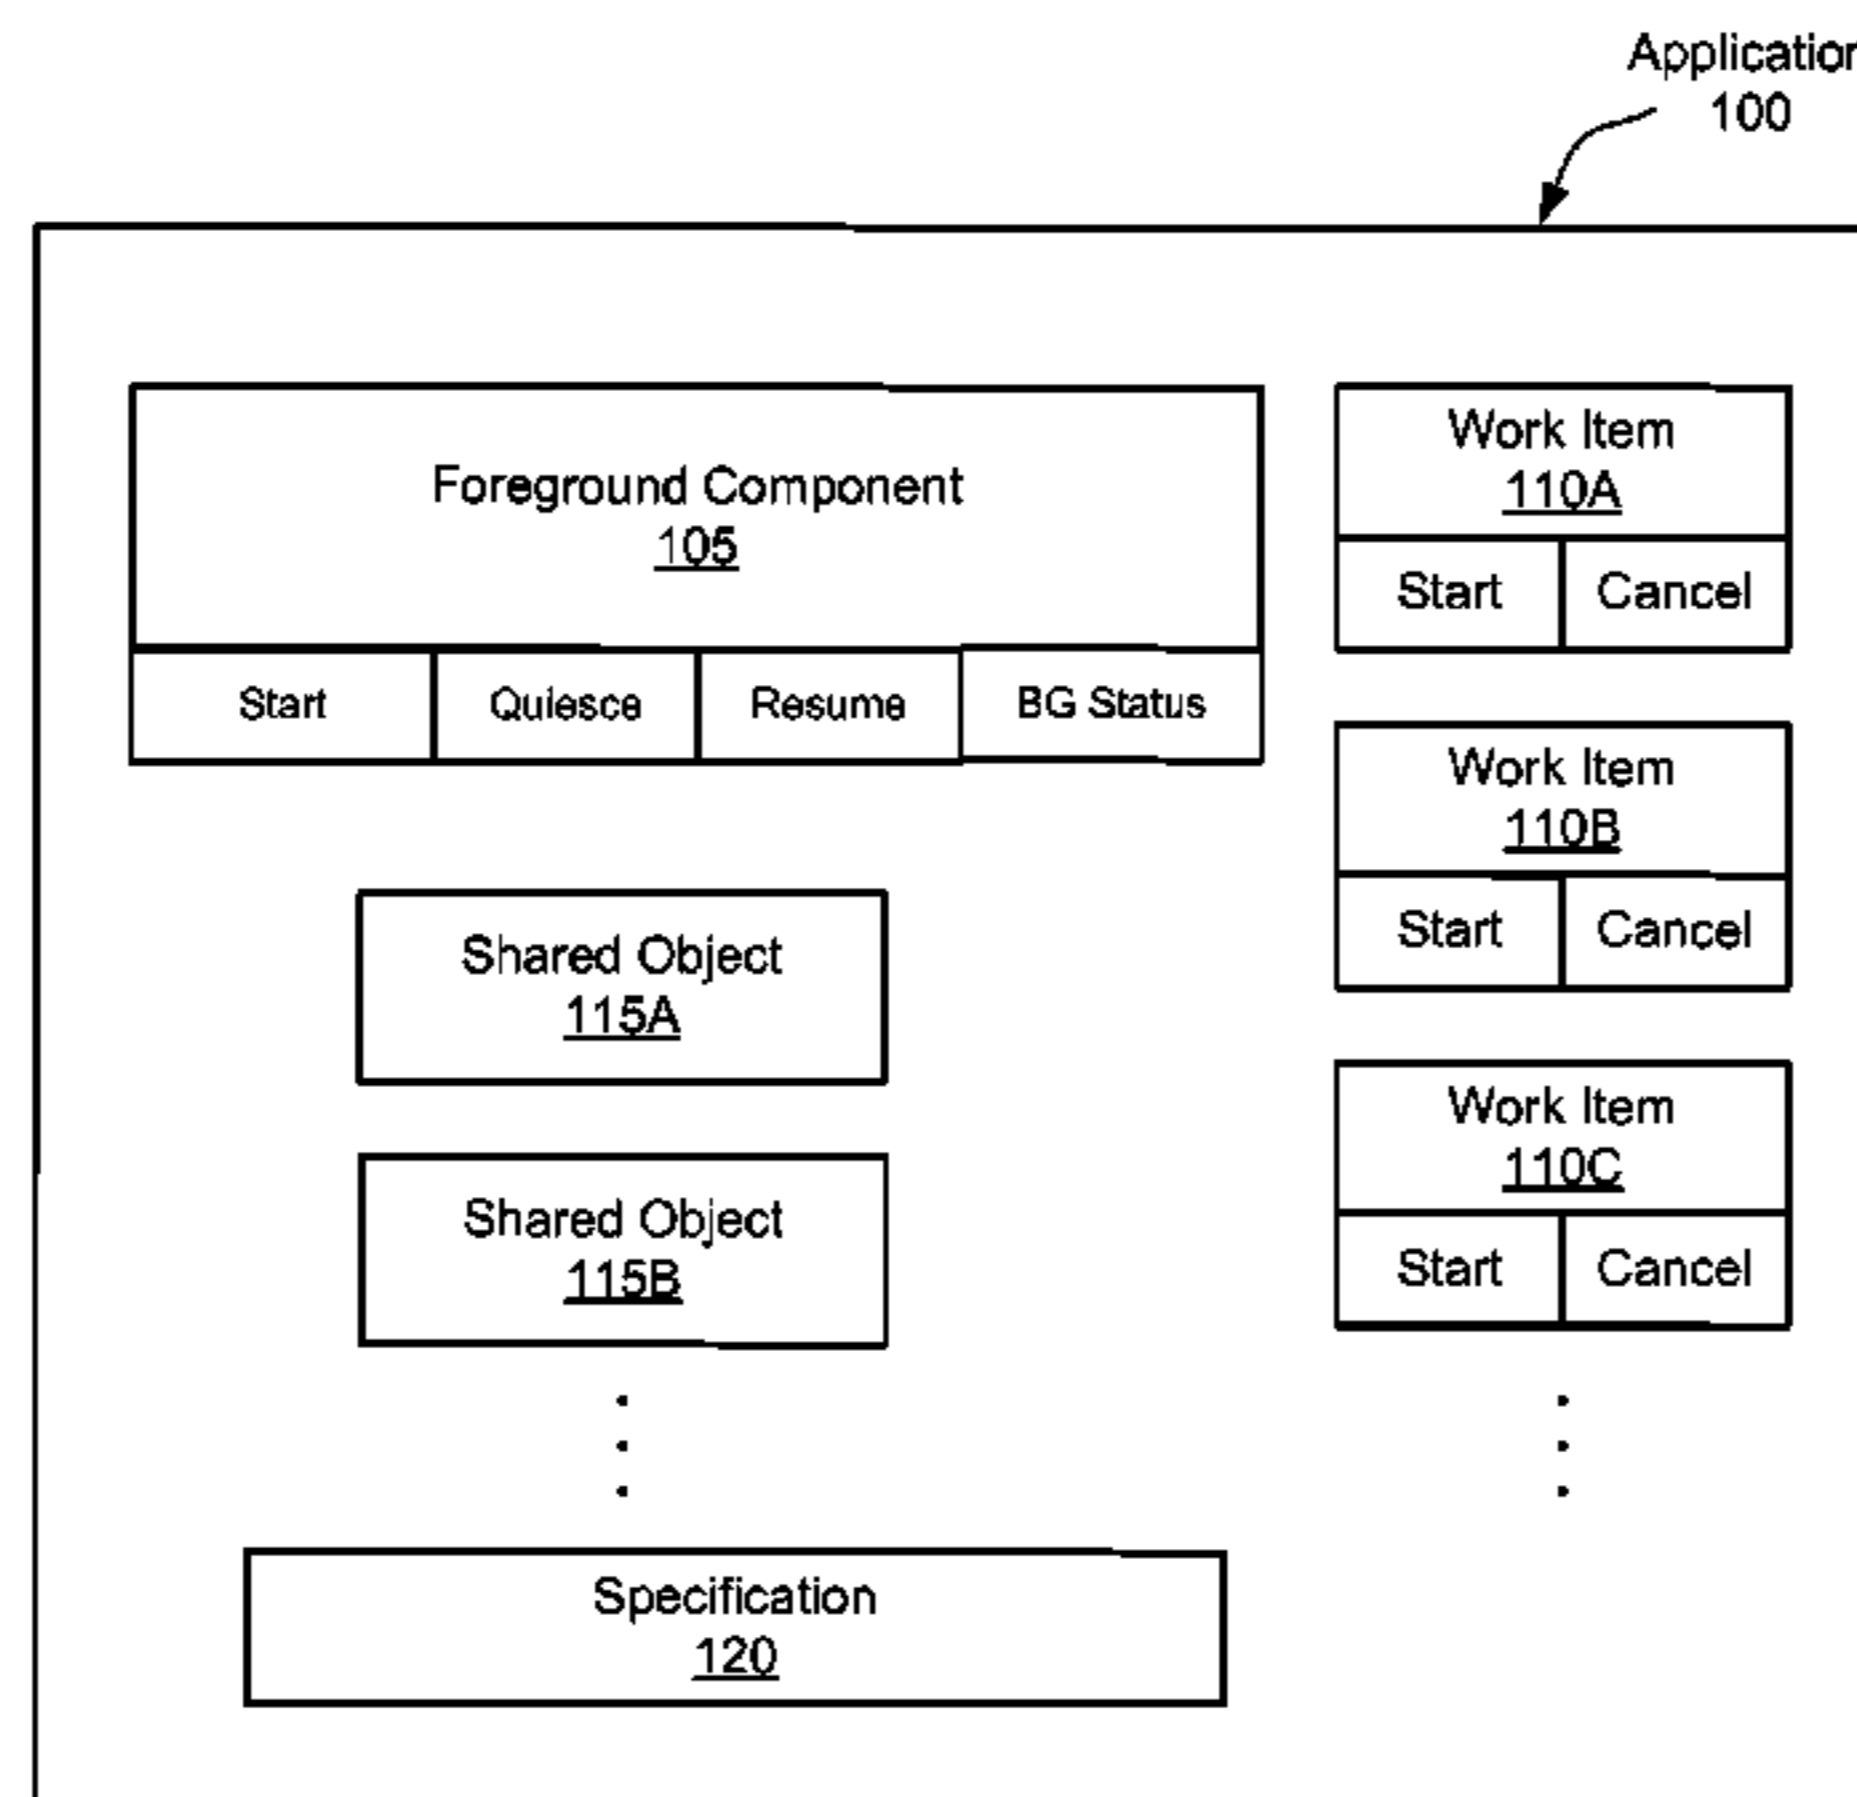 Application
100
Foreground Component
105
Start Quiesce Resume BG Status
Work Item
110A
Start Cancel
Work Item
110B
Start Cancel
Work Item
110C
Start Cancel
Shared Object
115A
Shared Object
115B
Specification
120